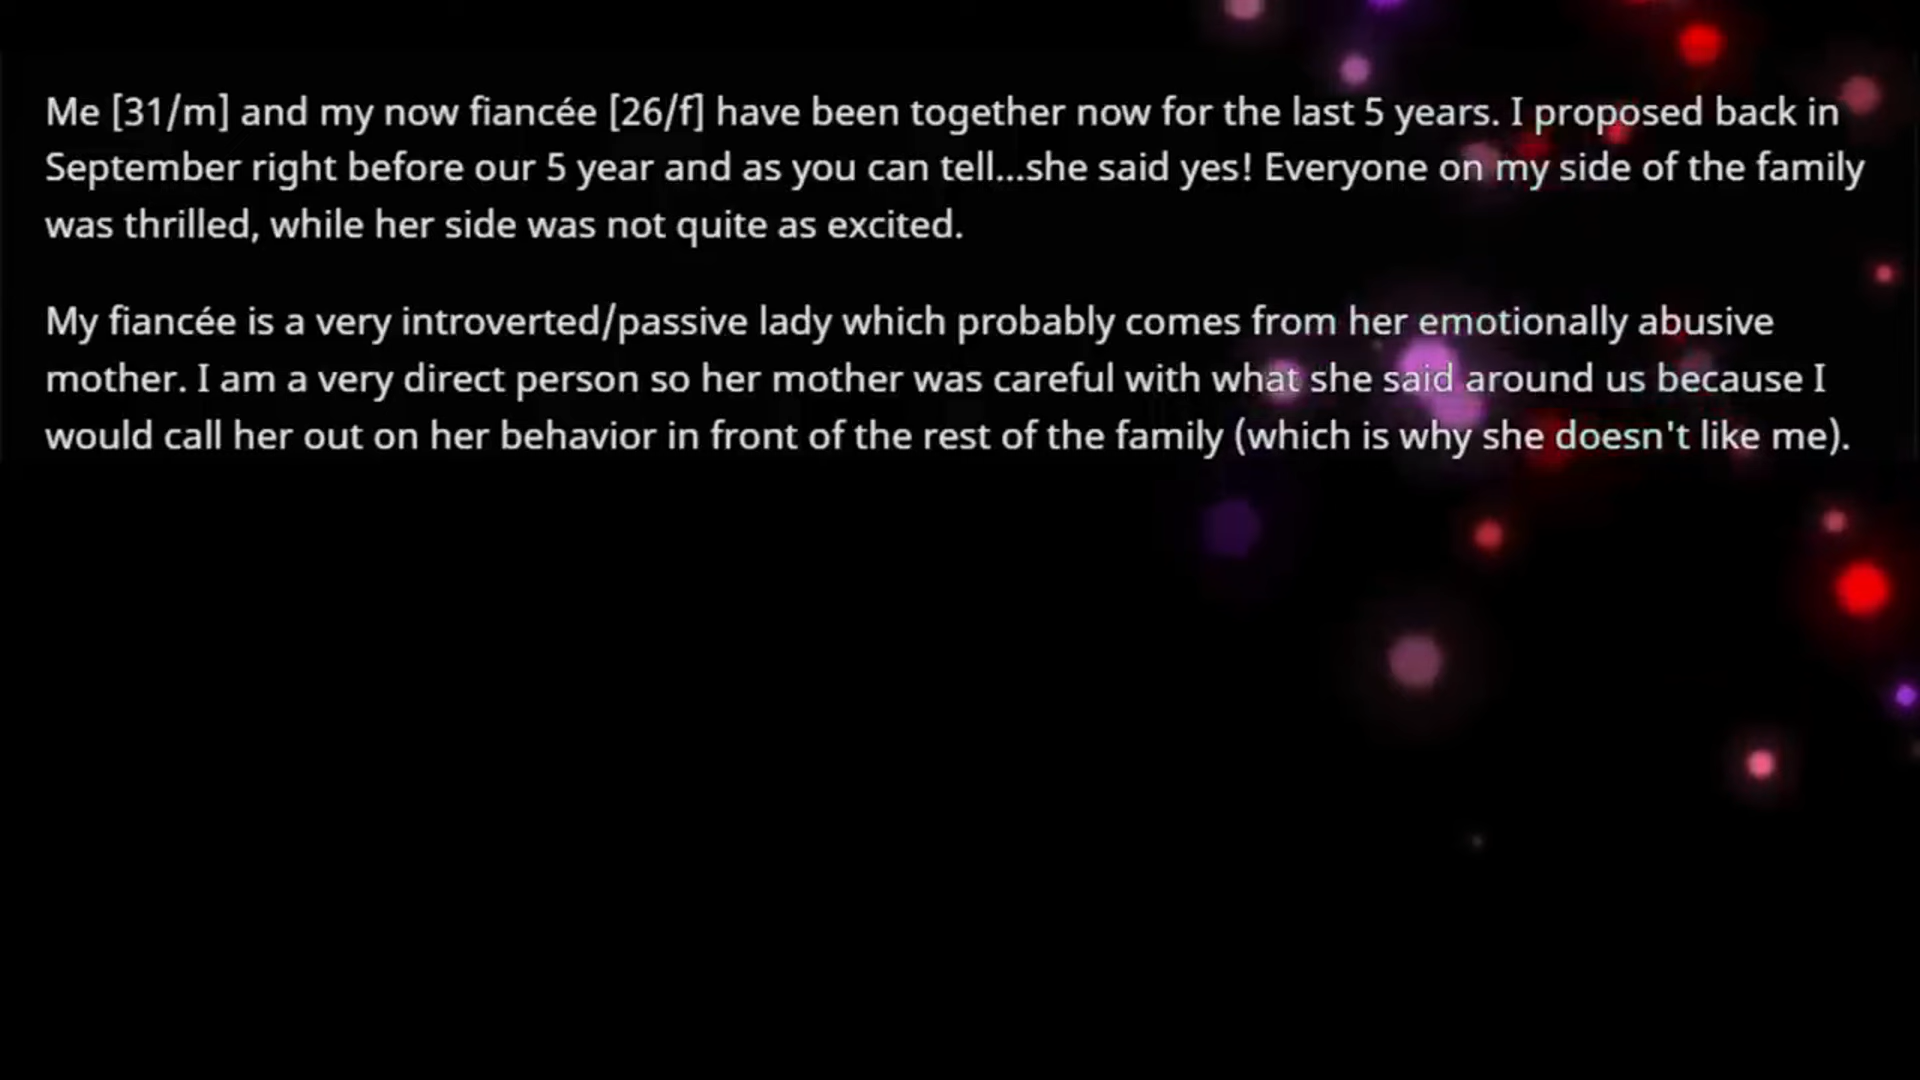 Me [31/m] and my now fiancée [26/f] have been together now for the last 5 years. I proposed back in
September right before our 5 year and as you can tell...she said yes! Everyone on my side of the family
was thrilled, while her side was not quite as excited.
My fiancée is a very introverted/passive lady which probably comes from her emotionally abusive
mother. I am a very direct person so her mother was careful with what she said around us because I
would call her out on her behavior in front of the rest of the family (which is why she doesn't like me).